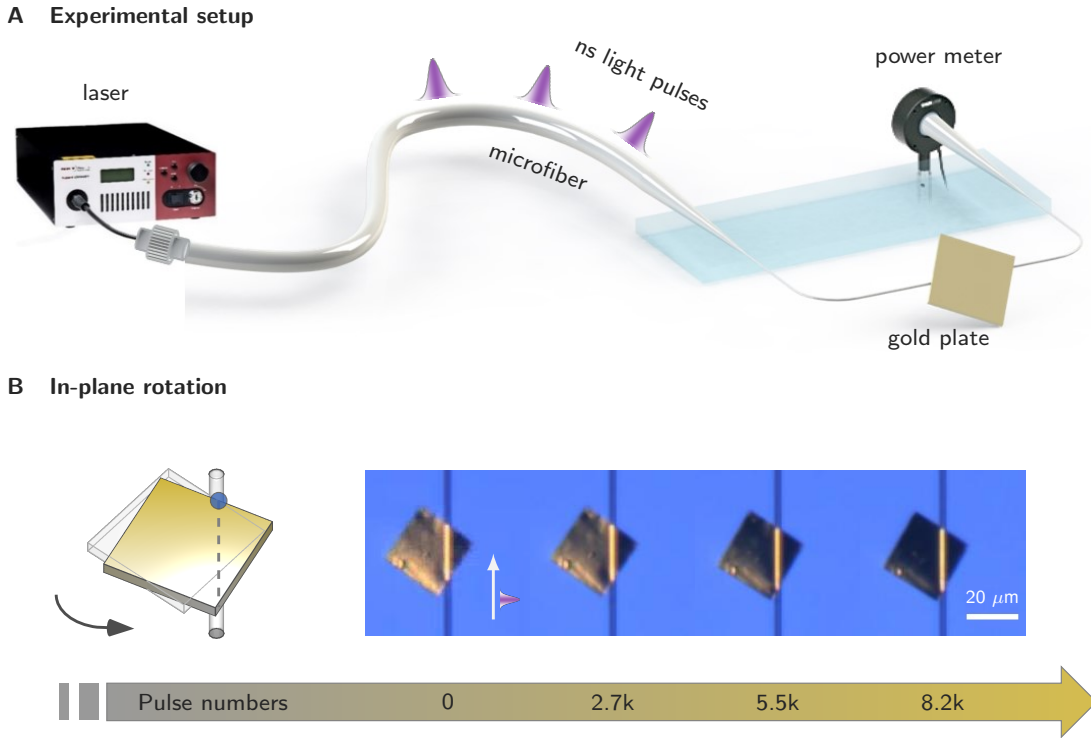 A Experimental setup
laser
ns light pulses
power meter
microfiber
gold plate
B In-plane rotation
20 μm
Pulse numbers 0 2.7k 5.5k 8.2k